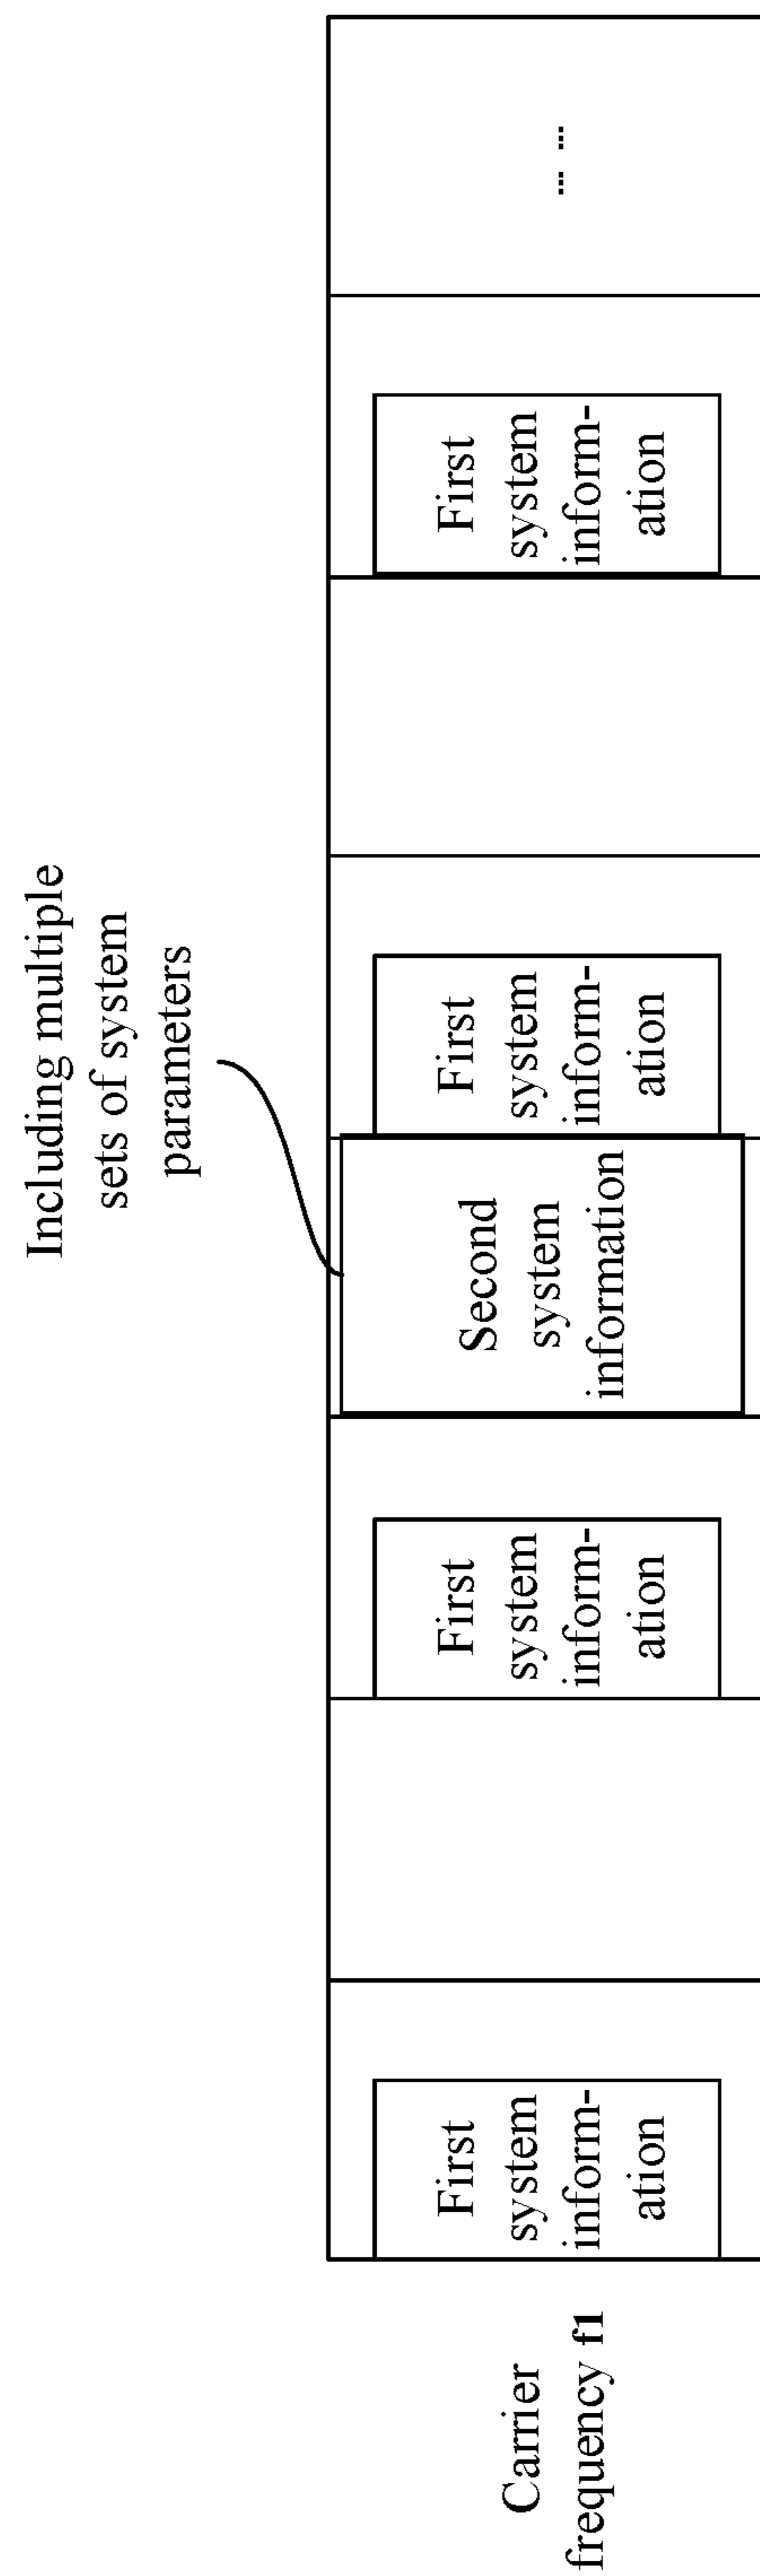 Including multiple
sets of system
parameters
Carrier
frequency f1
First
system
inform-
ation
First
system
inform-
ation
Second
system
information
First
system
inform-
ation
First
system
inform-
ation
... ...